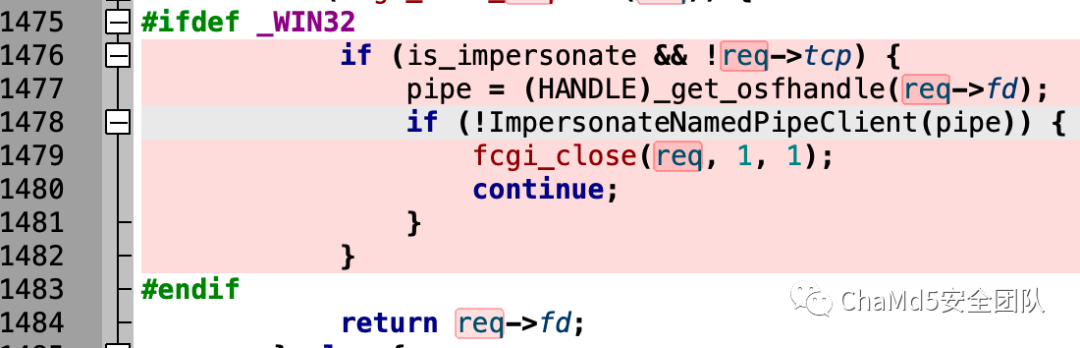 1475 #ifdef _WIN32
1476 if (is_impersonate && !req->tcp) {
1477 pipe = (HANDLE)_get_osfhandle(req->fd);
1478 if (!ImpersonateNamedPipeClient(pipe)) {
1479 fcgi_close(req, 1, 1);
1480 continue;
1481 }
1482 }
1483 #endif
ChaMd5安全团队
1484 return req->fd;